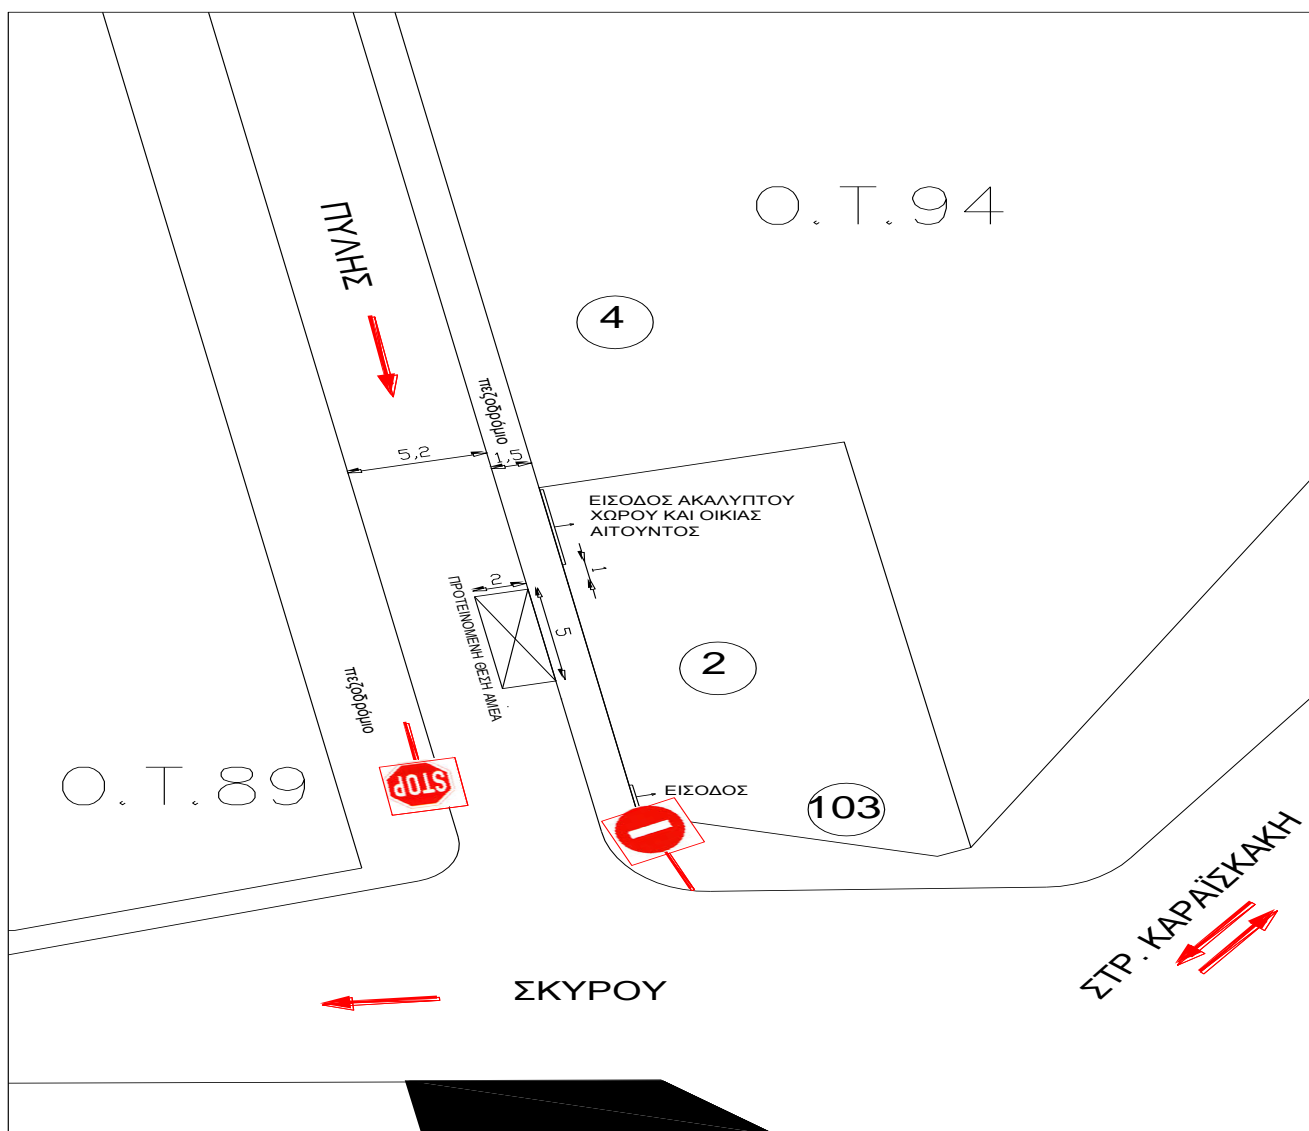 Ο.Τ.94
ΠΥΛΗΣ
4
πεζοδρόμιο
5,2
1,5
ΕΙΣΟΔΟΣ ΑΚΑΛΥΠΤΟΥ
ΧΩΡΟΥ ΚΑΙ ΟΙΚΙΑΣ
ΑΙΤΟΥΝΤΟΣ
1
2
ΠΡΟΤΕΙΝΟΜΕΝΗ ΘΕΣΗ ΑΜΕΑ
5
2
πεζοδρόμιο
Ο.Τ.89
STOP
ΕΙΣΟΔΟΣ
103
ΣΤΡ. ΚΑΡΑΪΣΚΑΚΗ
ΣΚΥΡΟΥ